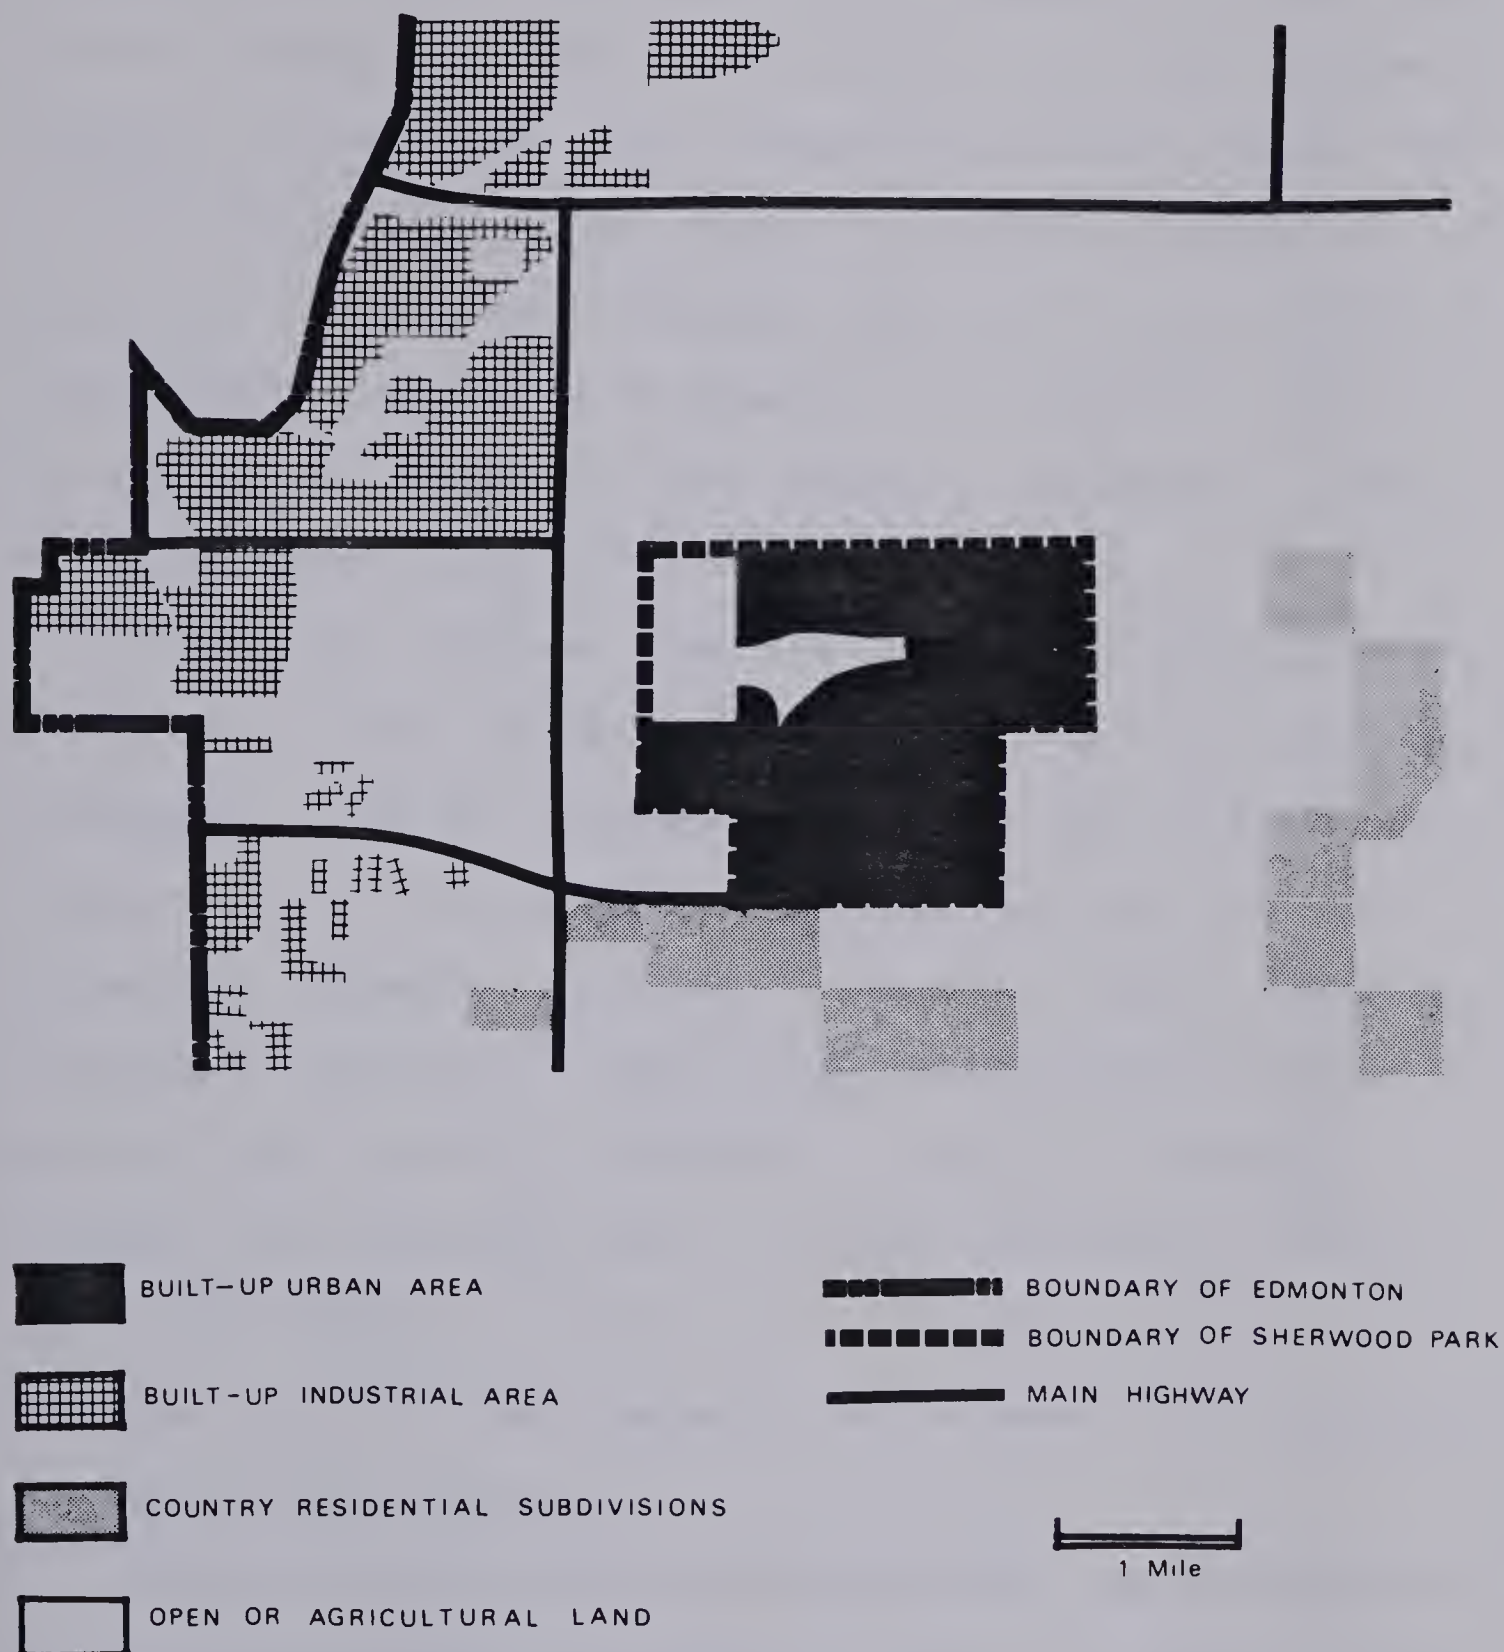 BUILT-UP URBAN AREA
BUILT-UP INDUSTRIAL AREA
COUNTRY RESIDENTIAL SUBDIVISIONS
OPEN OR AGRICULTURAL LAND
BOUNDARY OF EDMONTON
BOUNDARY OF SHERWOOD PARK
MAIN HIGHWAY
1 Mile